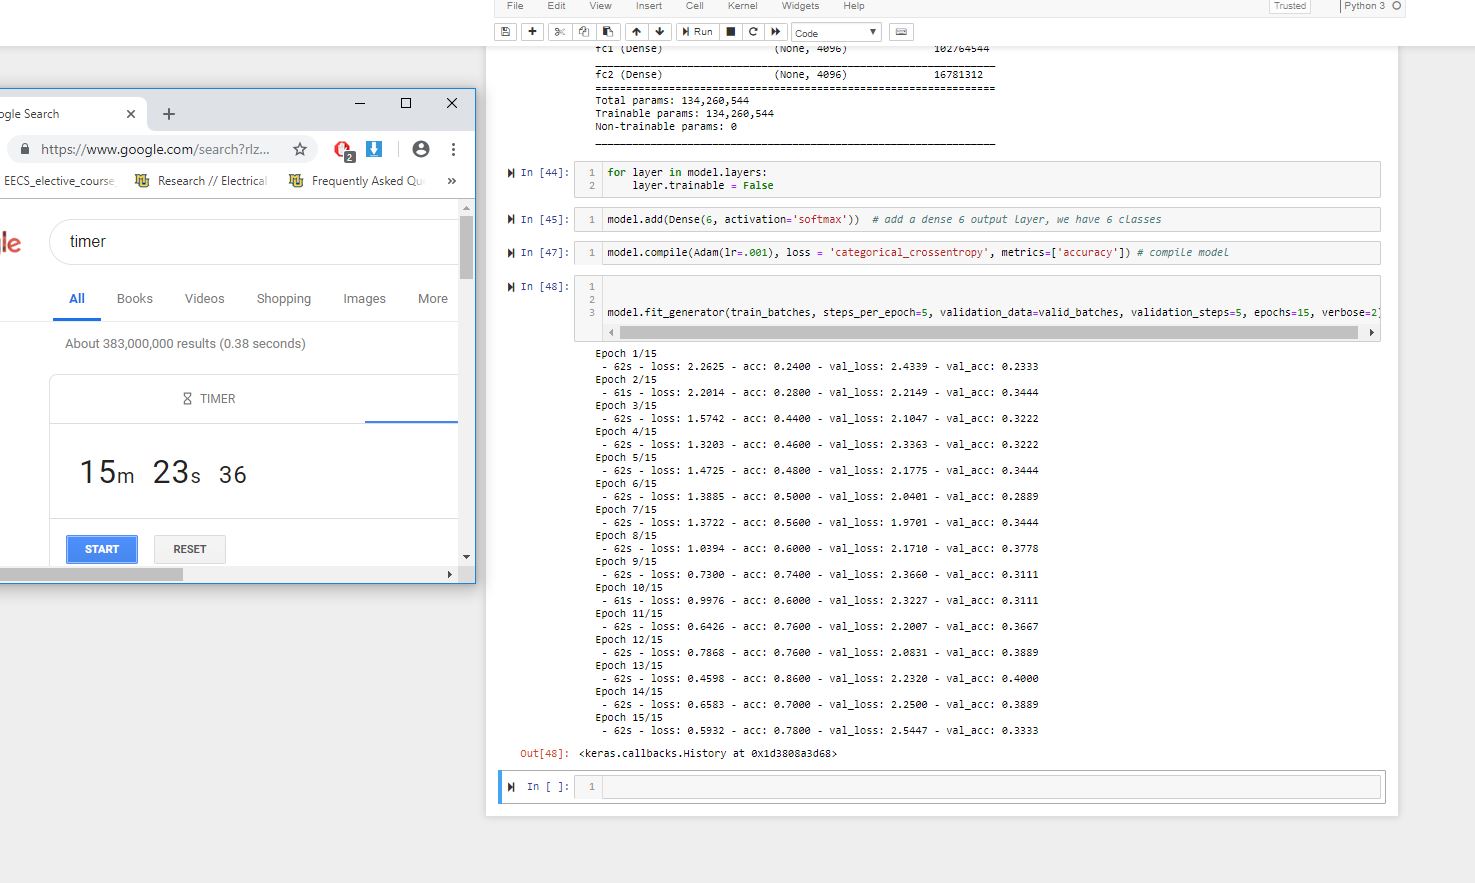 File Edit View Insert Cell Kernel Widgets Help Trusted Python 3
Run Code
fc1 (Dense) (None, 4096) 102764544
fc2 (Dense) (None, 4096) 16781312
Total params: 134,260,544
Trainable params: 134,260,544
Non-trainable params: 0
ogle Search
https://www.google.com/search?rlz...
2
EECS_elective_course Research // Electrical Frequently Asked Qu »
le
timer
All Books Videos Shopping Images More
About 383,000,000 results (0.38 seconds)
TIMER
15m 23s 36
START RESET
In [44]: 1 for layer in model.layers:
2 layer.trainable = False
In [45]: 1 model.add(Dense(6, activation='softmax')) # add a dense 6 output layer, we have 6 classes
In [47]: 1 model.compile(Adam(lr=.001), loss = 'categorical_crossentropy', metrics=['accuracy']) # compile model
In [48]: 1
2
3 model.fit_generator(train_batches, steps_per_epoch=5, validation_data=valid_batches, validation_steps=5, epochs=15, verbose=2)
Epoch 1/15
- 62s - loss: 2.2625 - acc: 0.2400 - val_loss: 2.4339 - val_acc: 0.2333
Epoch 2/15
- 61s - loss: 2.2014 - acc: 0.2800 - val_loss: 2.2149 - val_acc: 0.3444
Epoch 3/15
- 62s - loss: 1.5742 - acc: 0.4400 - val_loss: 2.1047 - val_acc: 0.3222
Epoch 4/15
- 62s - loss: 1.3203 - acc: 0.4600 - val_loss: 2.3363 - val_acc: 0.3222
Epoch 5/15
- 62s - loss: 1.4725 - acc: 0.4800 - val_loss: 2.1775 - val_acc: 0.3444
Epoch 6/15
- 62s - loss: 1.3885 - acc: 0.5000 - val_loss: 2.0401 - val_acc: 0.2889
Epoch 7/15
- 62s - loss: 1.3722 - acc: 0.5600 - val_loss: 1.9701 - val_acc: 0.3444
Epoch 8/15
- 62s - loss: 1.0394 - acc: 0.6000 - val_loss: 2.1710 - val_acc: 0.3778
Epoch 9/15
- 62s - loss: 0.7300 - acc: 0.7400 - val_loss: 2.3660 - val_acc: 0.3111
Epoch 10/15
- 61s - loss: 0.9976 - acc: 0.6000 - val_loss: 2.3227 - val_acc: 0.3111
Epoch 11/15
- 62s - loss: 0.6426 - acc: 0.7600 - val_loss: 2.2007 - val_acc: 0.3667
Epoch 12/15
- 62s - loss: 0.7868 - acc: 0.7600 - val_loss: 2.0831 - val_acc: 0.3889
Epoch 13/15
- 62s - loss: 0.4598 - acc: 0.8600 - val_loss: 2.2320 - val_acc: 0.4000
Epoch 14/15
- 62s - loss: 0.6583 - acc: 0.7000 - val_loss: 2.2500 - val_acc: 0.3889
Epoch 15/15
- 62s - loss: 0.5932 - acc: 0.7800 - val_loss: 2.5447 - val_acc: 0.3333
Out[48]: <keras.callbacks.History at 0x1d3808a3d68>
In [ ]: 1